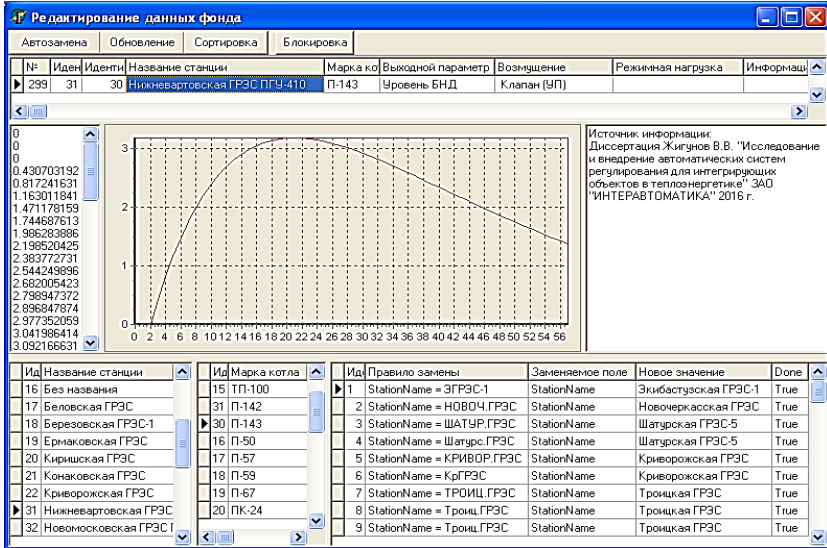 Редактирование данных фонда
Автозамена Обновление Сортировка Блокировка
№ Иден Иденти Название станции Марка ко Выходной параметр Возмущение Режимная нагрузка Информаци
299 31 30 Нижневартовская ГРЭС ПГУ-410 П-143 Уровень БНД Клапан (УП)
0
0
0
0.430703192
0.817241631
1.163011841
1.471178159
1.744687613
1.986283886
2.198520425
2.383772731
2.544249896
2.682005423
2.798947372
2.896847874
2.977352059
3.041986414
3.092166631
3
2
1
0
0 2 4 6 8 10 12 14 16 18 20 22 24 26 28 30 32 34 36 38 40 42 44 46 48 50 52 54 56
Источник информации:
Диссертация Жигунов В.В. "Исследование
и внедрение автоматических систем
регулирования для интегрирующих
объектов в теплоэнергетике" ЗАО
"ИНТЕРАВТОМАТИКА" 2016 г.
Ид Название станции
16 Без названия
17 Беловская ГРЭС
18 Березовская ГРЭС-1
19 Ермаковская ГРЭС
20 Киришская ГРЭС
21 Конаковская ГРЭС
22 Криворожская ГРЭС
31 Нижневартовская ГРЭС
32 Новомосковская ГРЭС Г
Ид Марка котла
15 ТП-100
31 П-142
30 П-143
16 П-50
17 П-57
18 П-59
19 П-67
20 ПК-24
Иде Правило замены Заменяемое поле Новое значение Done
1 StationName = ЭГРЭС-1 StationName Экибастузская ГРЭС-1 True
2 StationName = НОВОЧ.ГРЭС StationName Новочеркасская ГРЭС True
3 StationName = ШАТУР.ГРЭС StationName Шатурская ГРЭС-5 True
4 StationName = Шатурс.ГРЭС StationName Шатурская ГРЭС-5 True
5 StationName = КРИВОР.ГРЭС StationName Криворожская ГРЭС True
6 StationName = КрГРЭС StationName Криворожская ГРЭС True
7 StationName = ТРОИЦ.ГРЭС StationName Троицкая ГРЭС True
8 StationName = Троиц.ГРЭС StationName Троицкая ГРЭС True
9 StationName = Троиц.ГРЭС StationName Троицкая ГРЭС True